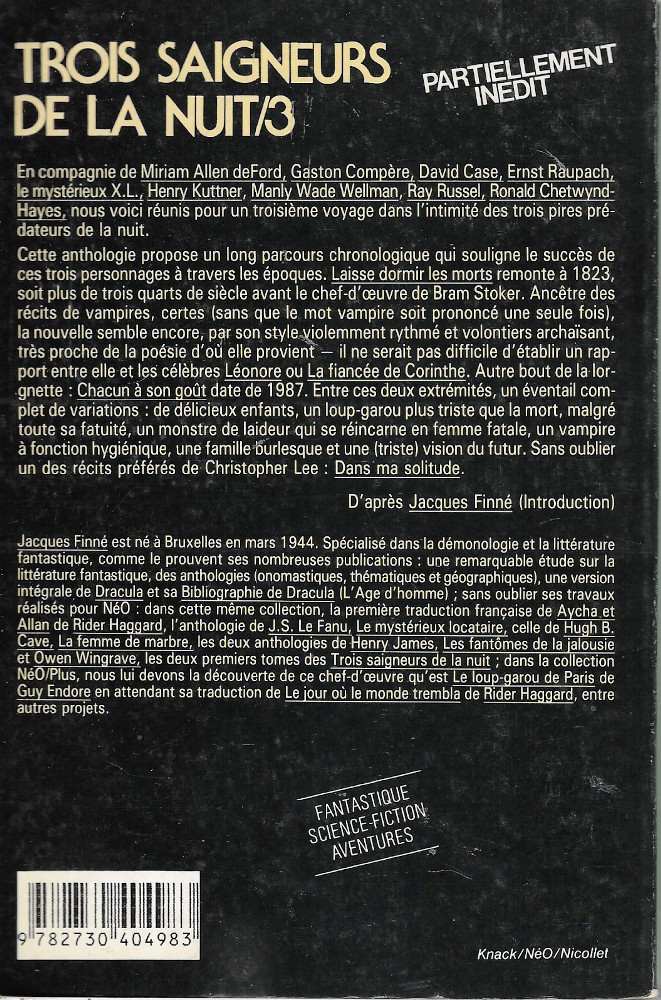 TROIS SAIGNEURS
DE LA NUIT/3
PARTIELLEMENT
INEDIT
En compagnie de Miriam Allen deFord, Gaston Compère, David Case, Ernst Raupach,
le mystérieux X.L., Henry Kuttner, Manly Wade Wellman, Ray Russel, Ronald Chetwynd-
Hayes, nous voici réunis pour un troisième voyage dans l'intimité des trois pires pré-
dateurs de la nuit.
Cette anthologie propose un long parcours chronologique qui souligne le succès de
ces trois personnages à travers les époques. Laisse dormir les morts remonte à 1823,
soit plus de trois quarts de siècle avant le chef-d'œuvre de Bram Stoker. Ancêtre des
récits de vampires, certes (sans que le mot vampire soit prononcé une seule fois),
la nouvelle semble encore, par son style violemment rythmé et volontiers archaïsant,
très proche de la poésie d'où elle provient — il ne serait pas difficile d'établir un rap-
port entre elle et les célèbres Léonore ou La fiancée de Corinthe. Autre bout de la lor-
gnette : Chacun à son goût date de 1987. Entre ces deux extrémités, un éventail com-
plet de variations : de délicieux enfants, un loup-garou plus triste que la mort, malgré
toute sa fatuité, un monstre de laideur qui se réincarne en femme fatale, un vampire
à fonction hygiénique, une famille burlesque et une (triste) vision du futur. Sans oublier
un des récits préférés de Christopher Lee : Dans ma solitude.
D'après Jacques Finné (Introduction)
Jacques Finné est né à Bruxelles en mars 1944. Spécialisé dans la démonologie et la littérature
fantastique, comme le prouvent ses nombreuses publications : une remarquable étude sur la
littérature fantastique, des anthologies (onomastiques, thématiques et géographiques), une version
intégrale de Dracula et sa Bibliographie de Dracula (L'Age d'homme) ; sans oublier ses travaux
réalisés pour NéO : dans cette même collection, la première traduction française de Aycha et
Allan de Rider Haggard, l'anthologie de J.S. Le Fanu, Le mystérieux locataire, celle de Hugh B.
Cave, La femme de marbre, les deux anthologies de Henry James, Les fantômes de la jalousie
et Owen Wingrave, les deux premiers tomes des Trois saigneurs de la nuit ; dans la collection
NéO/Plus, nous lui devons la découverte de ce chef-d'œuvre qu'est Le loup-garou de Paris de
Guy Endore en attendant sa traduction de Le jour où le monde trembla de Rider Haggard, entre
autres projets.
FANTASTIQUE
SCIENCE-FICTION
AVENTURES
9 782730 404983
Knack/NéO/Nicollet